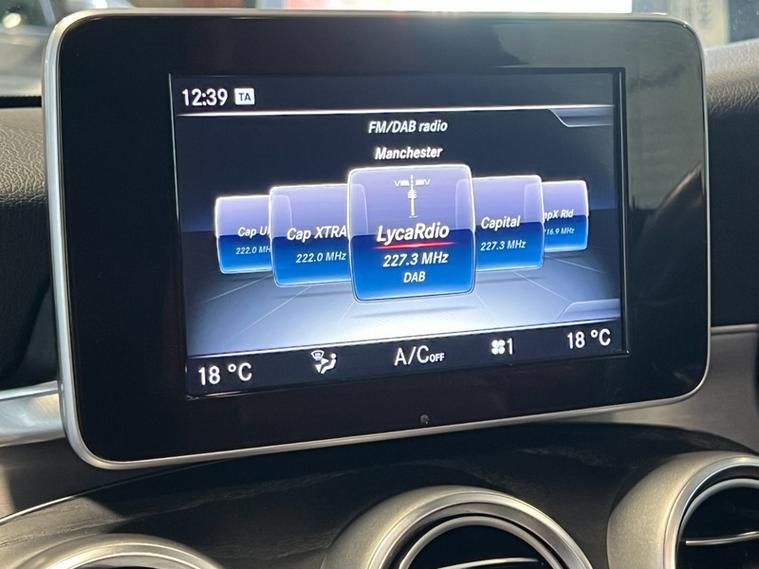 12:39 TA
FM/DAB radio
Manchester
Cap XTRA LycaRdio Capital
222.0 MHz 227.3 MHz 227.3 MHz
DAB
18 °C A/C OFF 1 18 °C